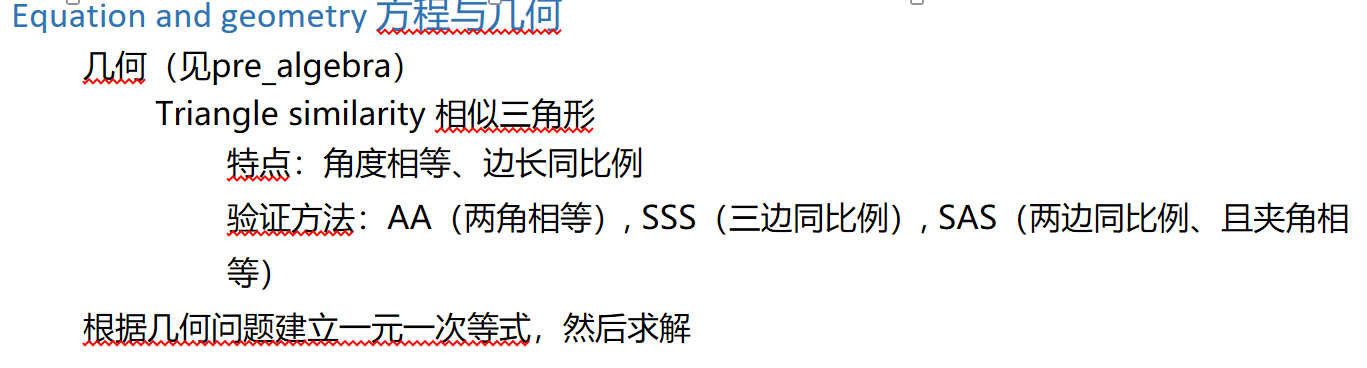 Equation and geometry 方程与几何
几何（见pre_algebra）
Triangle similarity 相似三角形
特点：角度相等、边长同比例
验证方法：AA（两角相等）, SSS（三边同比例）, SAS（两边同比例、且夹角相
等）
根据几何问题建立一元一次等式，然后求解